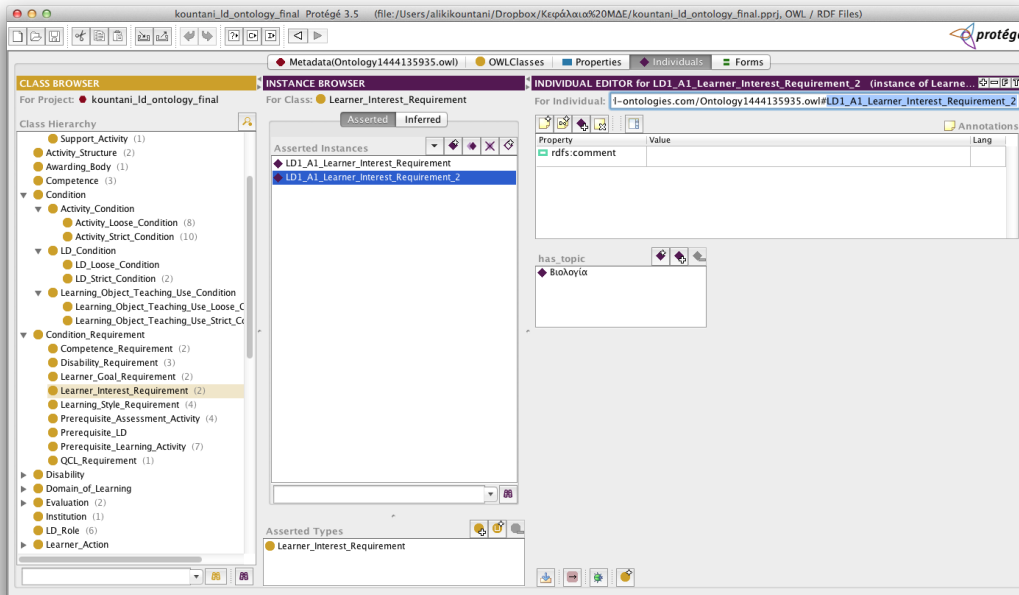 kountani_ld_ontology_final Protégé 3.5 (file:/Users/alikikountani/Dropbox/Κεφάλαια%20ΜΔΕ/kountani_ld_ontology_final.pprj, OWL / RDF Files)
protégé
Metadata(Ontology1444135935.owl) OWLClasses Properties Individuals Forms
CLASS BROWSER
For Project: kountani_ld_ontology_final
Class Hierarchy
Support_Activity (1)
Activity_Structure (2)
Awarding_Body (1)
Competence (3)
Condition
Activity_Condition
Activity_Loose_Condition (8)
Activity_Strict_Condition (10)
LD_Condition
LD_Loose_Condition
LD_Strict_Condition (2)
Learning_Object_Teaching_Use_Condition
Learning_Object_Teaching_Use_Loose_C
Learning_Object_Teaching_Use_Strict_Co
Condition_Requirement
Competence_Requirement (2)
Disability_Requirement (3)
Learner_Goal_Requirement (2)
Learner_Interest_Requirement (2)
Learning_Style_Requirement (4)
Prerequisite_Assessment_Activity (4)
Prerequisite_LD
Prerequisite_Learning_Activity (7)
QCL_Requirement (1)
Disability
Domain_of_Learning
Evaluation (2)
Institution (1)
LD_Role (6)
Learner_Action
INSTANCE BROWSER
For Class: Learner_Interest_Requirement
Asserted Inferred
Asserted Instances
LD1_A1_Learner_Interest_Requirement
LD1_A1_Learner_Interest_Requirement_2
Asserted Types
Learner_Interest_Requirement
INDIVIDUAL EDITOR for LD1_A1_Learner_Interest_Requirement_2 (instance of Learne...
For Individual: l-ontologies.com/Ontology1444135935.owl#LD1_A1_Learner_Interest_Requirement_2
Annotations
Property Value Lang
rdfs:comment
has_topic
Βιολογία